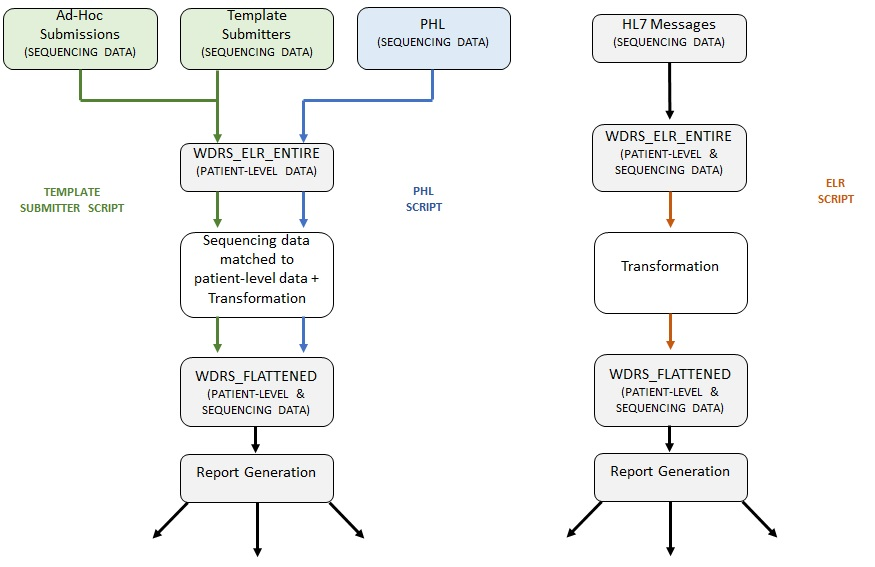 Ad-Hoc
Submissions
(SEQUENCING DATA)
Template
Submitters
(SEQUENCING DATA)
PHL
(SEQUENCING DATA)
WDRS_ELR_ENTIRE
(PATIENT-LEVEL DATA)
TEMPLATE
SUBMITTER SCRIPT
PHL
SCRIPT
Sequencing data
matched to
patient-level data +
Transformation
WDRS_FLATTENED
(PATIENT-LEVEL &
SEQUENCING DATA)
Report Generation
HL7 Messages
(SEQUENCING DATA)
WDRS_ELR_ENTIRE
(PATIENT-LEVEL &
SEQUENCING DATA)
ELR
SCRIPT
Transformation
WDRS_FLATTENED
(PATIENT-LEVEL &
SEQUENCING DATA)
Report Generation